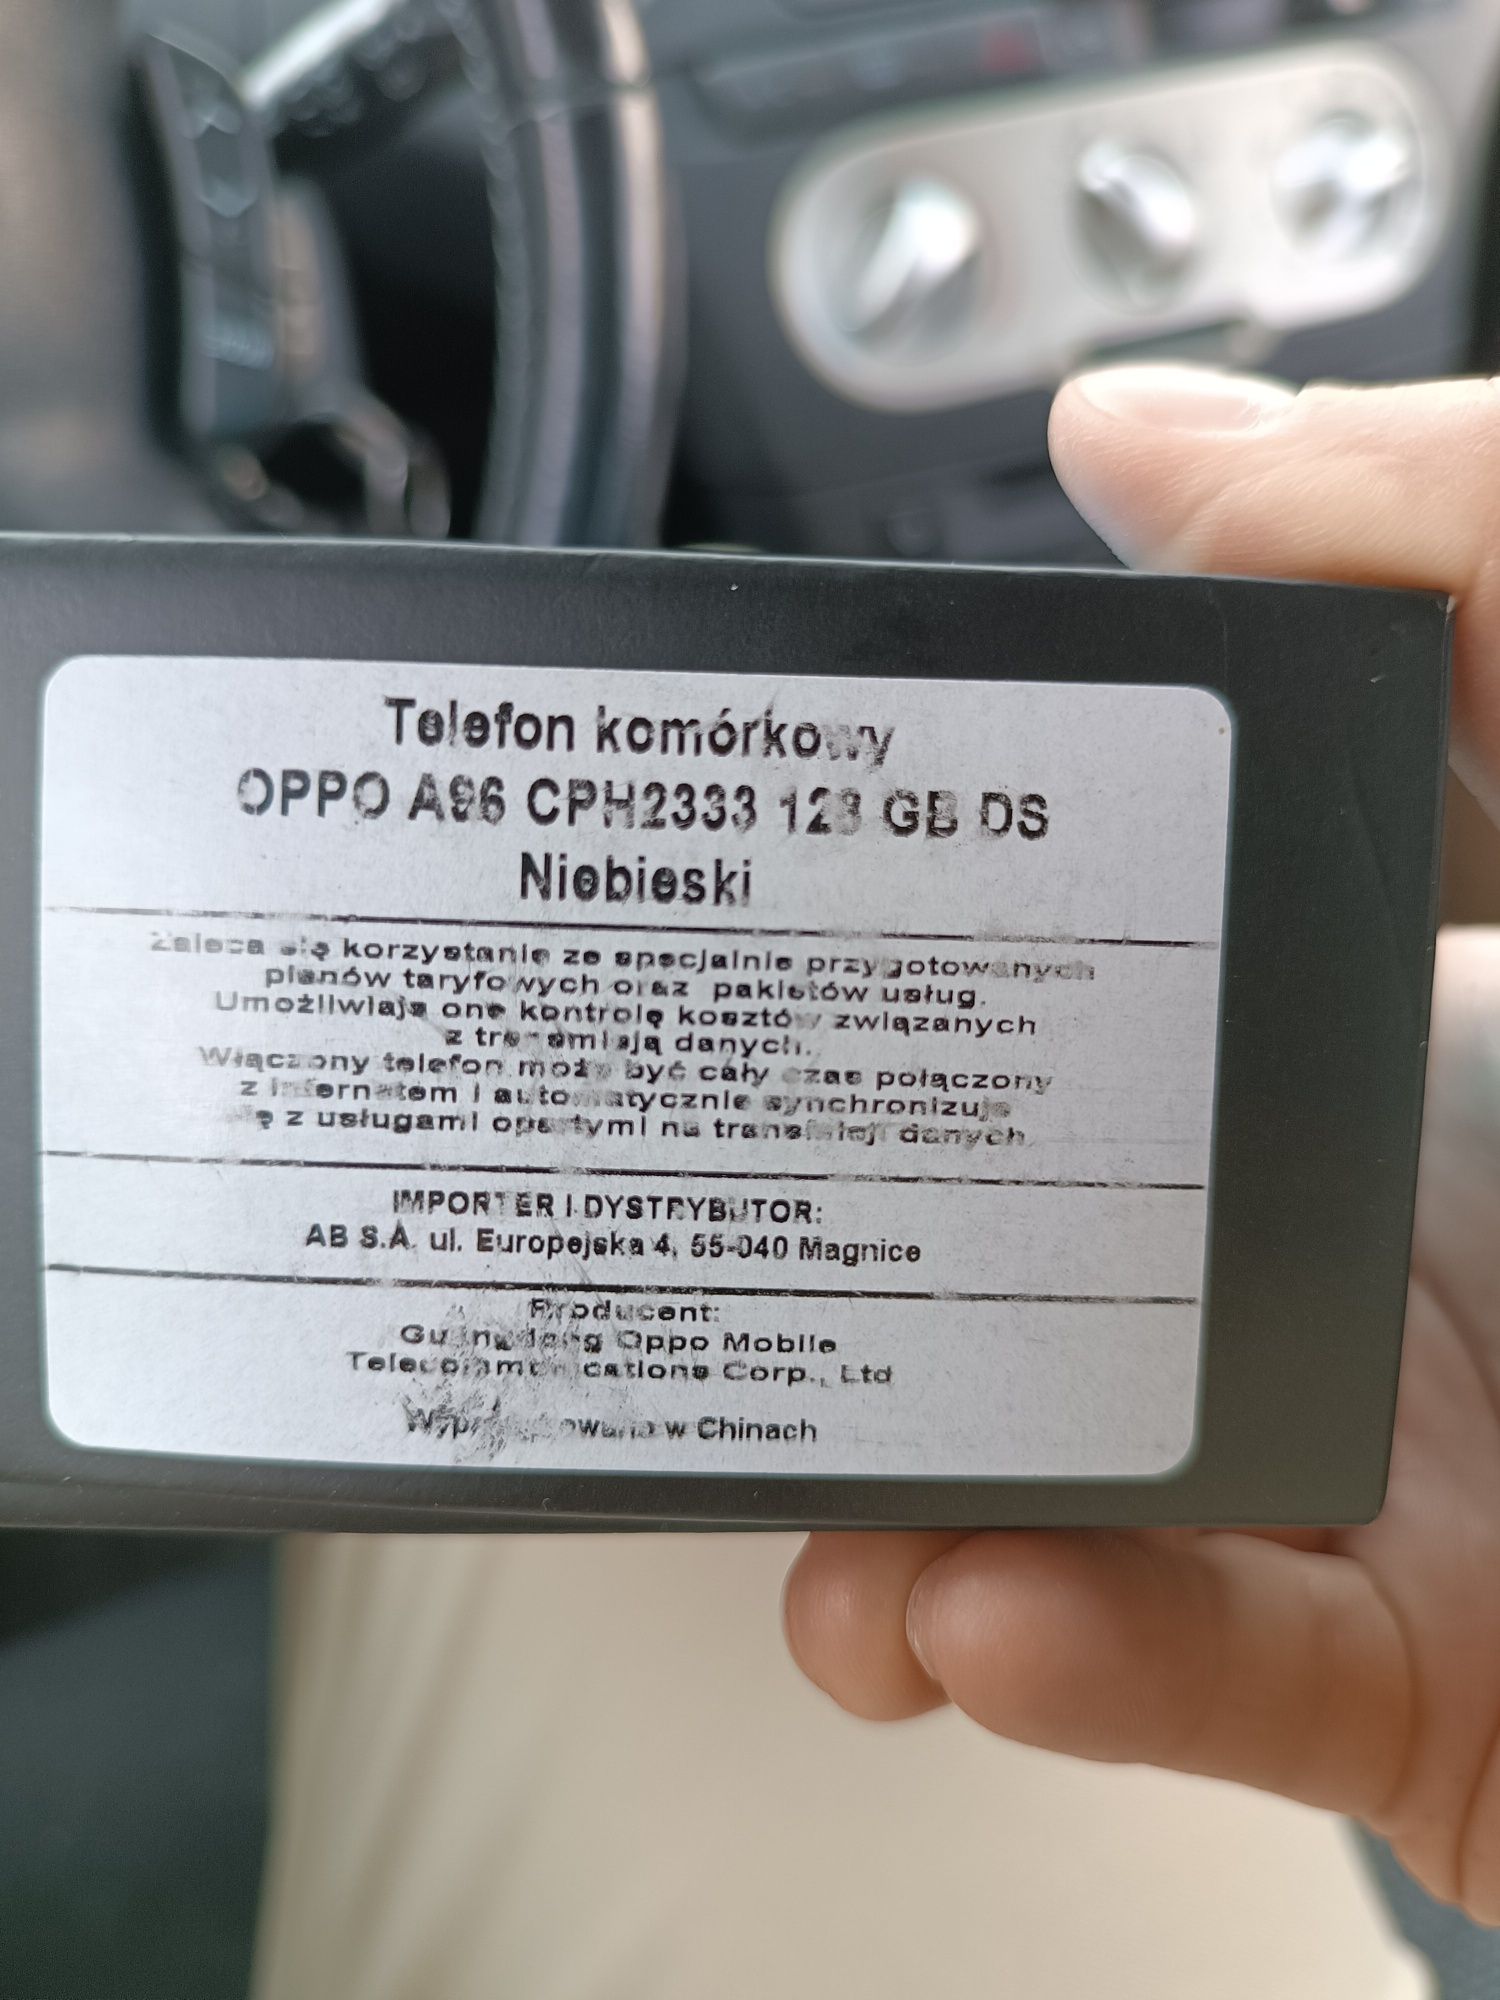 Telefon komórkowy
OPPO A96 CPH2333 128 GB DS
Niebieski
Zaleca się korzystanie ze specjalnie przygotowanych
planów taryfowych oraz pakietów usług.
Umożliwiają one kontrolę kosztów związanych
z transmisją danych.
Włączony telefon może być cały czas połączony
z internetem i automatycznie synchronizuje
się z usługami opartymi na transmisji danych.
IMPORTER I DYSTRYBUTOR:
AB S.A. ul. Europejska 4, 55-040 Magnice
Producent:
Guangdong Oppo Mobile
Telecommunications Corp., Ltd
Wyprodukowano w Chinach